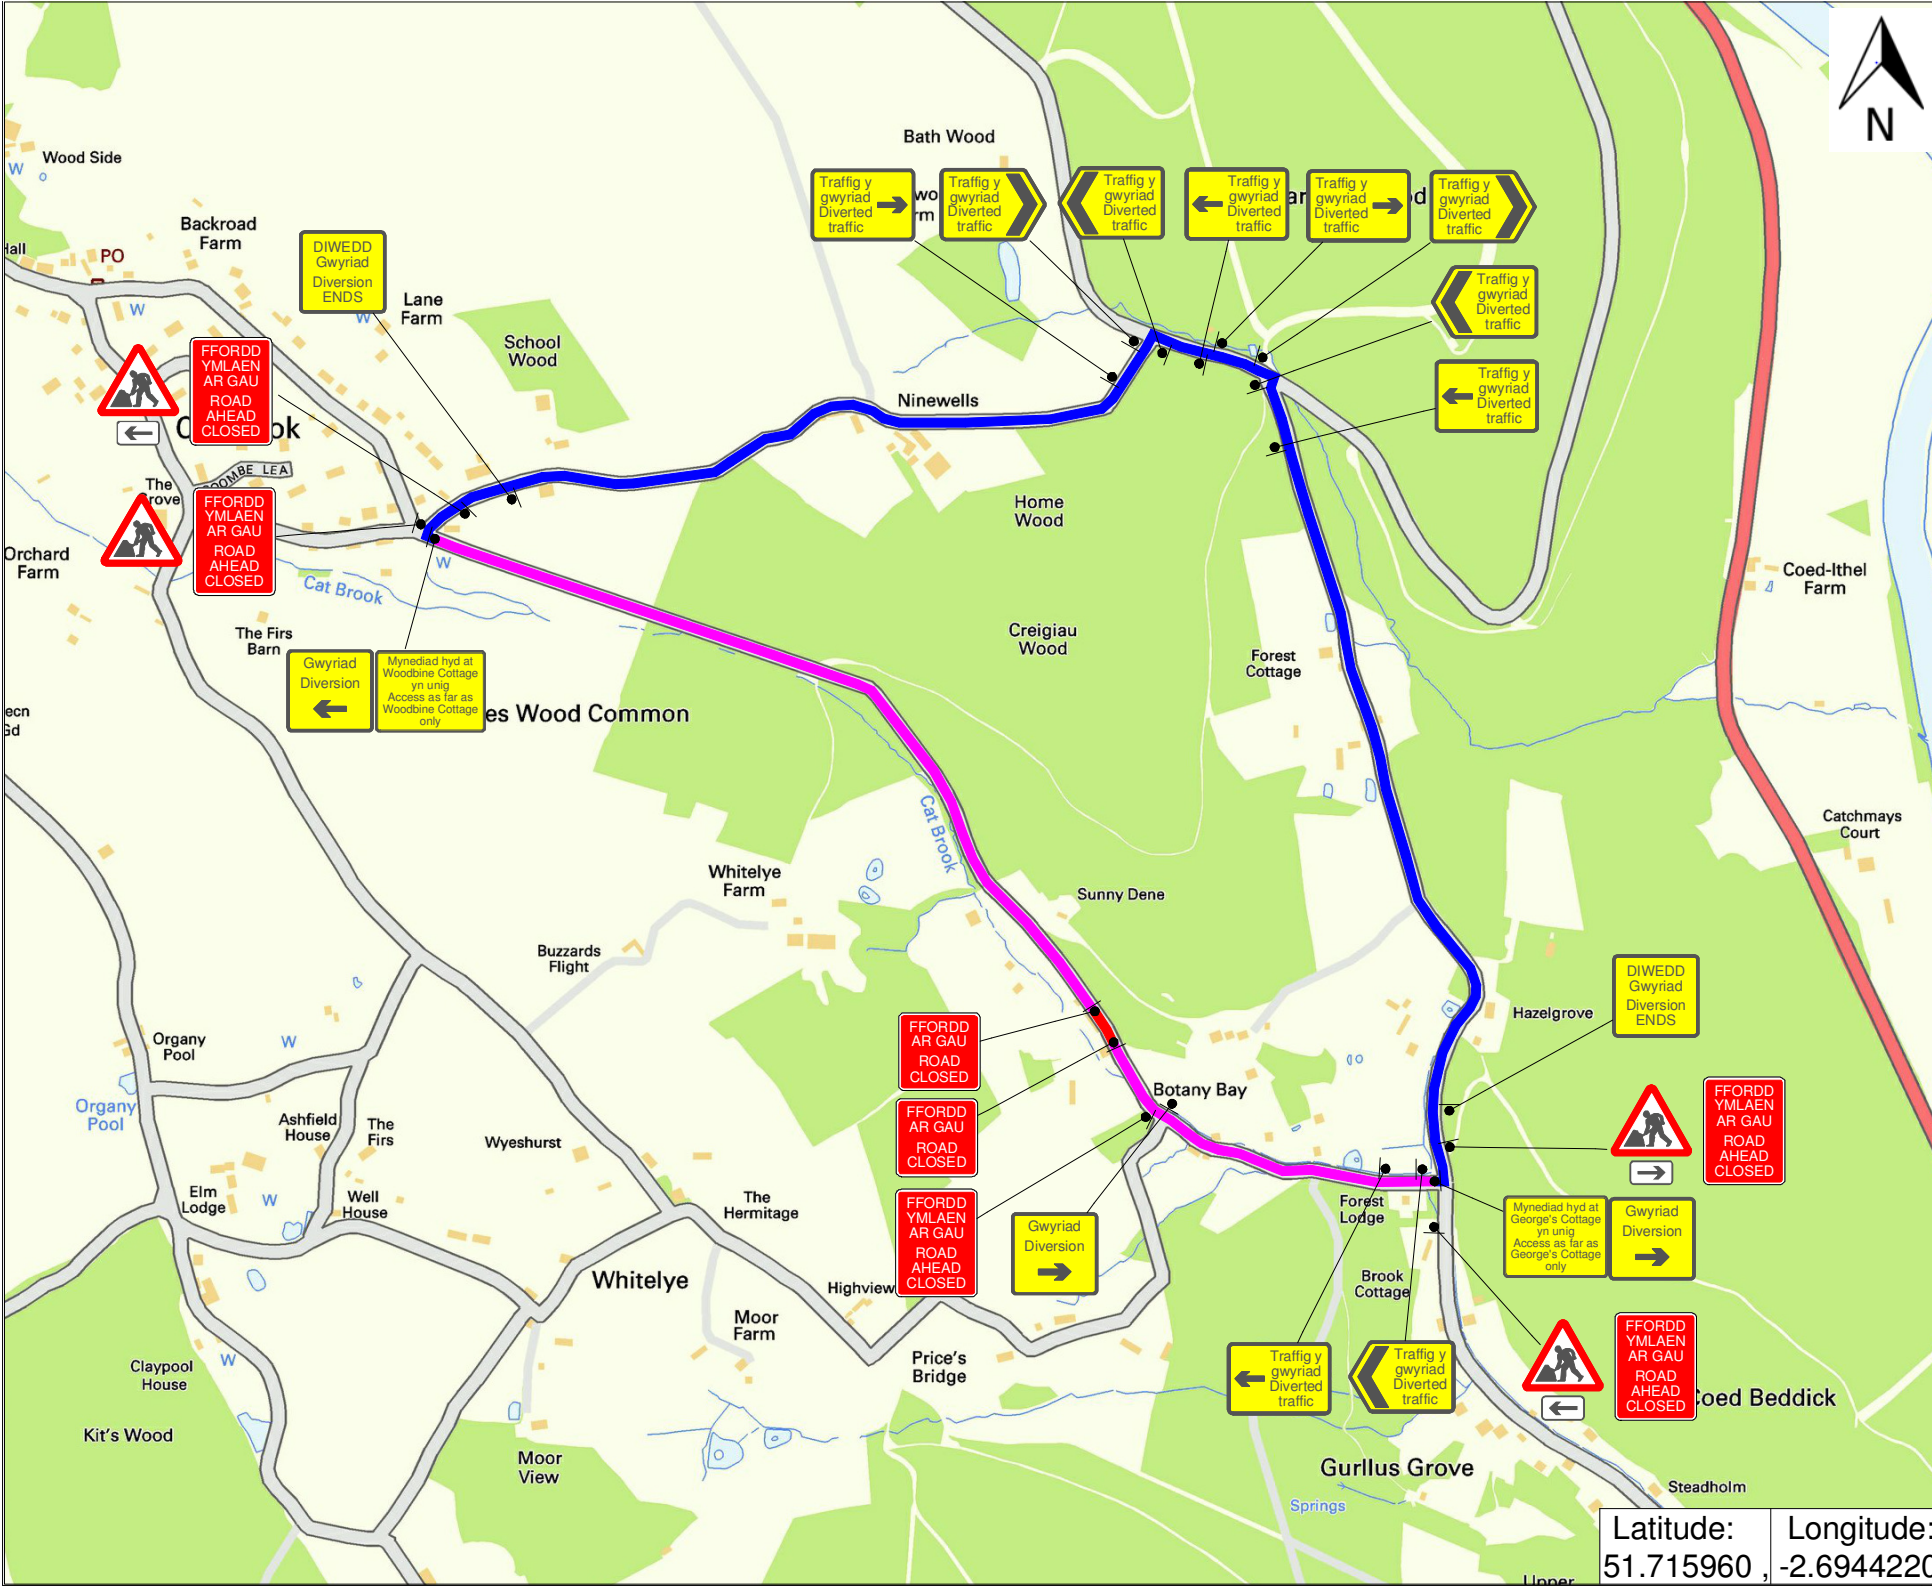 N
Bath Wood
Wood Side
Backroad
Farm
PO
W
W
DIWEDD
Gwyriad
Diversion
ENDS
Lane
Farm
W
School
Wood
Traffig y
gwyriad
Diverted
traffic
Traffig y
gwyriad
Diverted
traffic
Traffig y
gwyriad
Diverted
traffic
Traffig y
gwyriad
Diverted
traffic
Traffig y
gwyriad
Diverted
traffic
Traffig y
gwyriad
Diverted
traffic
Traffig y
gwyriad
Diverted
traffic
Traffig y
gwyriad
Diverted
traffic
FFORDD
YMLAEN
AR GAU
ROAD
AHEAD
CLOSED
Ninewells
The
Grove
FFORDD
YMLAEN
AR GAU
ROAD
AHEAD
CLOSED
Orchard
Farm
Cat Brook
W
Home
Wood
Coed-Ithel
Farm
The Firs
Barn
Creigiau
Wood
Forest
Cottage
Gwyriad
Diversion
Mynediad hyd at
Woodbine Cottage
yn unig
Access as far as
Woodbine Cottage
only
es Wood Common
Cat Brook
Catchmays
Court
Whitelye
Farm
Sunny Dene
Buzzards
Flight
Hazelgrove
DIWEDD
Gwyriad
Diversion
ENDS
Organy
Pool
W
Organy
Pool
FFORDD
AR GAU
ROAD
CLOSED
FFORDD
AR GAU
ROAD
CLOSED
Botany Bay
Ashfield
House
The
Firs
Wyeshurst
FFORDD
YMLAEN
AR GAU
ROAD
AHEAD
CLOSED
Elm
Lodge
W
Well
House
The
Hermitage
FFORDD
YMLAEN
AR GAU
ROAD
AHEAD
CLOSED
Gwyriad
Diversion
Forest
Lodge
Mynediad hyd at
George's Cottage
yn unig
Access as far as
George's Cottage
only
Gwyriad
Diversion
Whitelye
Highview
Brook
Cottage
Moor
Farm
Claypool
House
W
Price's
Bridge
Traffig y
gwyriad
Diverted
traffic
Traffig y
gwyriad
Diverted
traffic
FFORDD
YMLAEN
AR GAU
ROAD
AHEAD
CLOSED
Coed Beddick
Kit's Wood
Moor
View
Gurllus Grove
Springs
Steadholm
Upper
Latitude:
51.715960 ,
Longitude:
-2.6944220